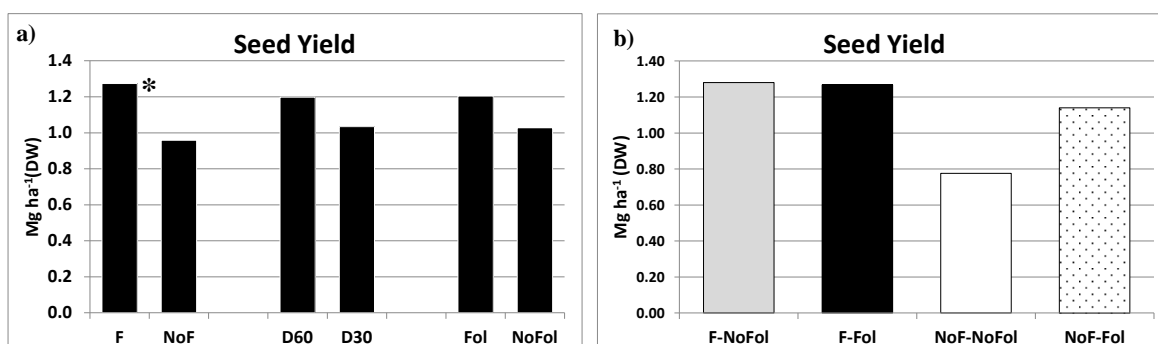 a)
Seed Yield
Mg ha⁻¹(DW)
1.4
1.2
1.0
0.8
0.6
0.4
0.2
0.0
*
F NoF D60 D30 Fol NoFol
b)
Seed Yield
Mg ha⁻¹ (DW)
1.40
1.20
1.00
0.80
0.60
0.40
0.20
0.00
F-NoFol F-Fol NoF-NoFol NoF-Fol